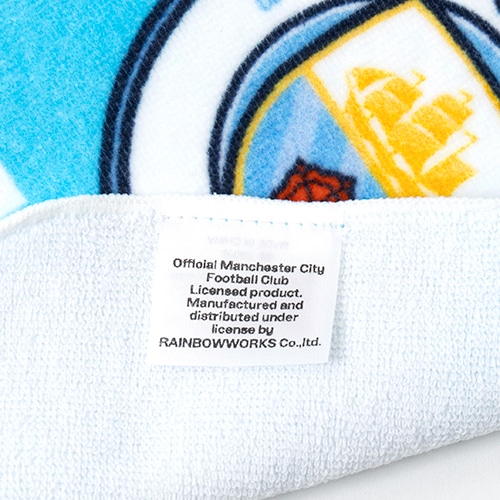 Official Manchester City
Football Club
Licensed product.
Manufactured and
distributed under
license by
RAINBOWWORKS Co.,ltd.